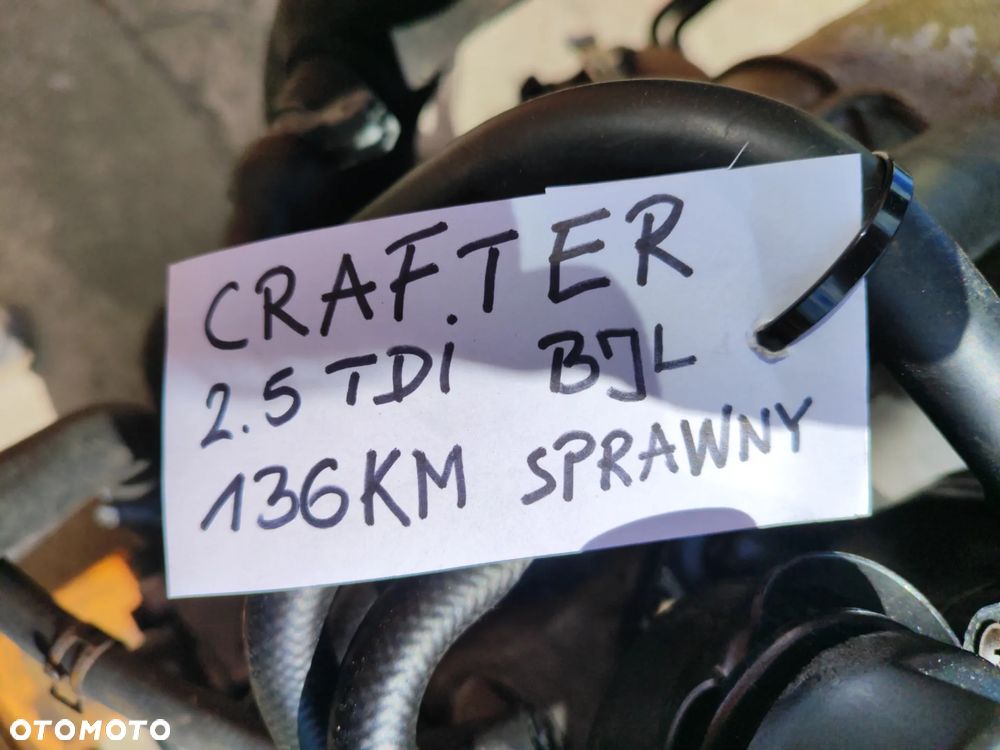 CRAFTER
2.5 TDi BJL
136KM SPRAWNY
OTOMOTO